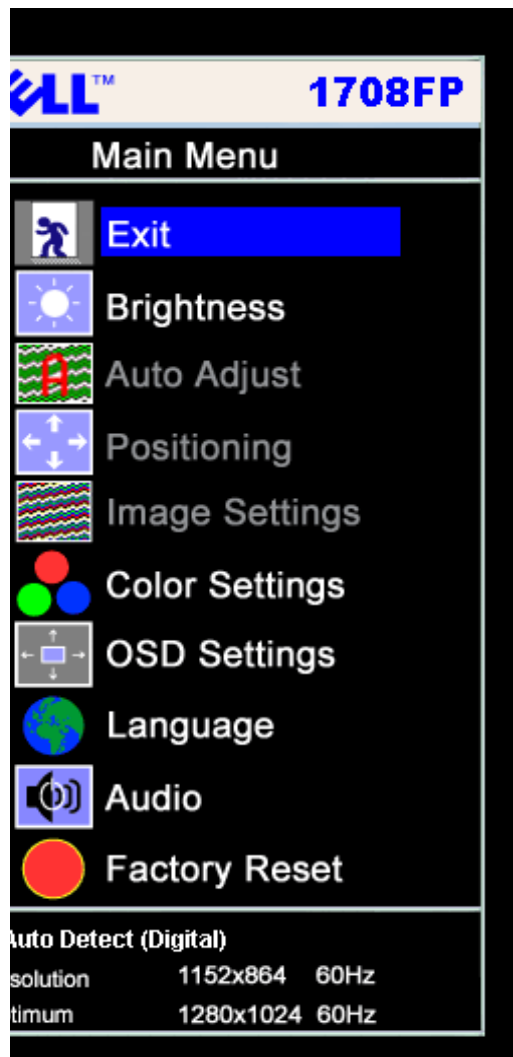 ELL™ 1708FP
Main Menu
Exit
Brightness
Auto Adjust
Positioning
Image Settings
Color Settings
OSD Settings
Language
Audio
Factory Reset
Auto Detect (Digital)
solution 1152x864 60Hz
timum 1280x1024 60Hz